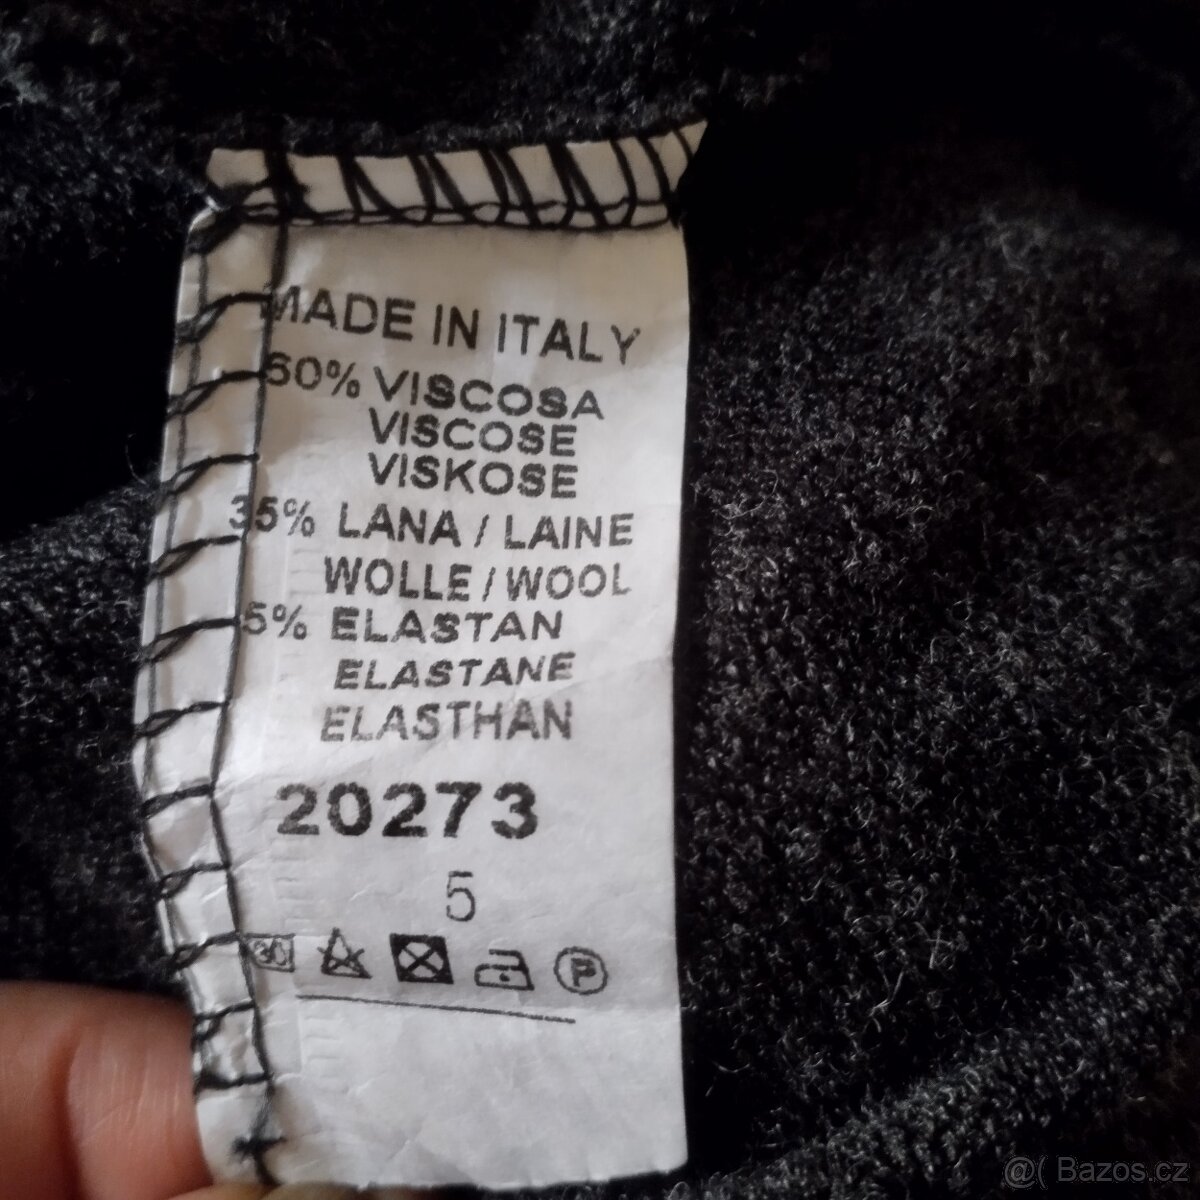 MADE IN ITALY
60% VISCOSA
VISCOSE
VISKOSE
35% LANA / LAINE
WOLLE / WOOL
5% ELASTAN
ELASTANE
ELASTHAN
20273
5
30
P
@( Bazos.cz